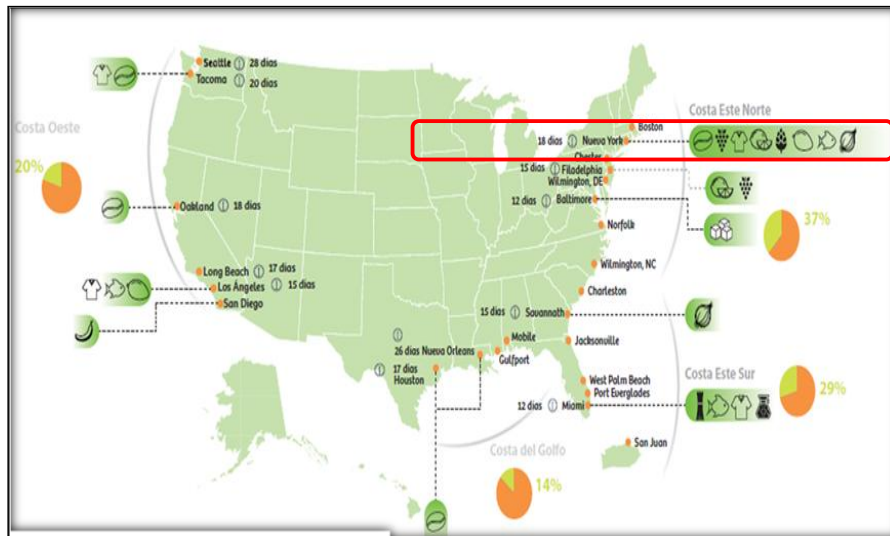 Seattle 28 dias
Tacoma 20 dias
Costa Oeste
20%
Oakland 18 dias
Long Beach 17 dias
Los Ángeles 15 dias
San Diego
Costa Este Norte
Boston
18 dias Nueva York
Chester
15 dias Filadelphia
Wilmington, DE
12 dias Baltimore
37%
Norfolk
Wilmington, NC
Charleston
15 dias Savannath
Jacksonville
Mobile
26 dias Nueva Orleans
Gulfport
17 dias
Houston
West Palm Beach
Port Everglades
12 dias Miami
Costa Este Sur
29%
San Juan
Costa del Golfo
14%